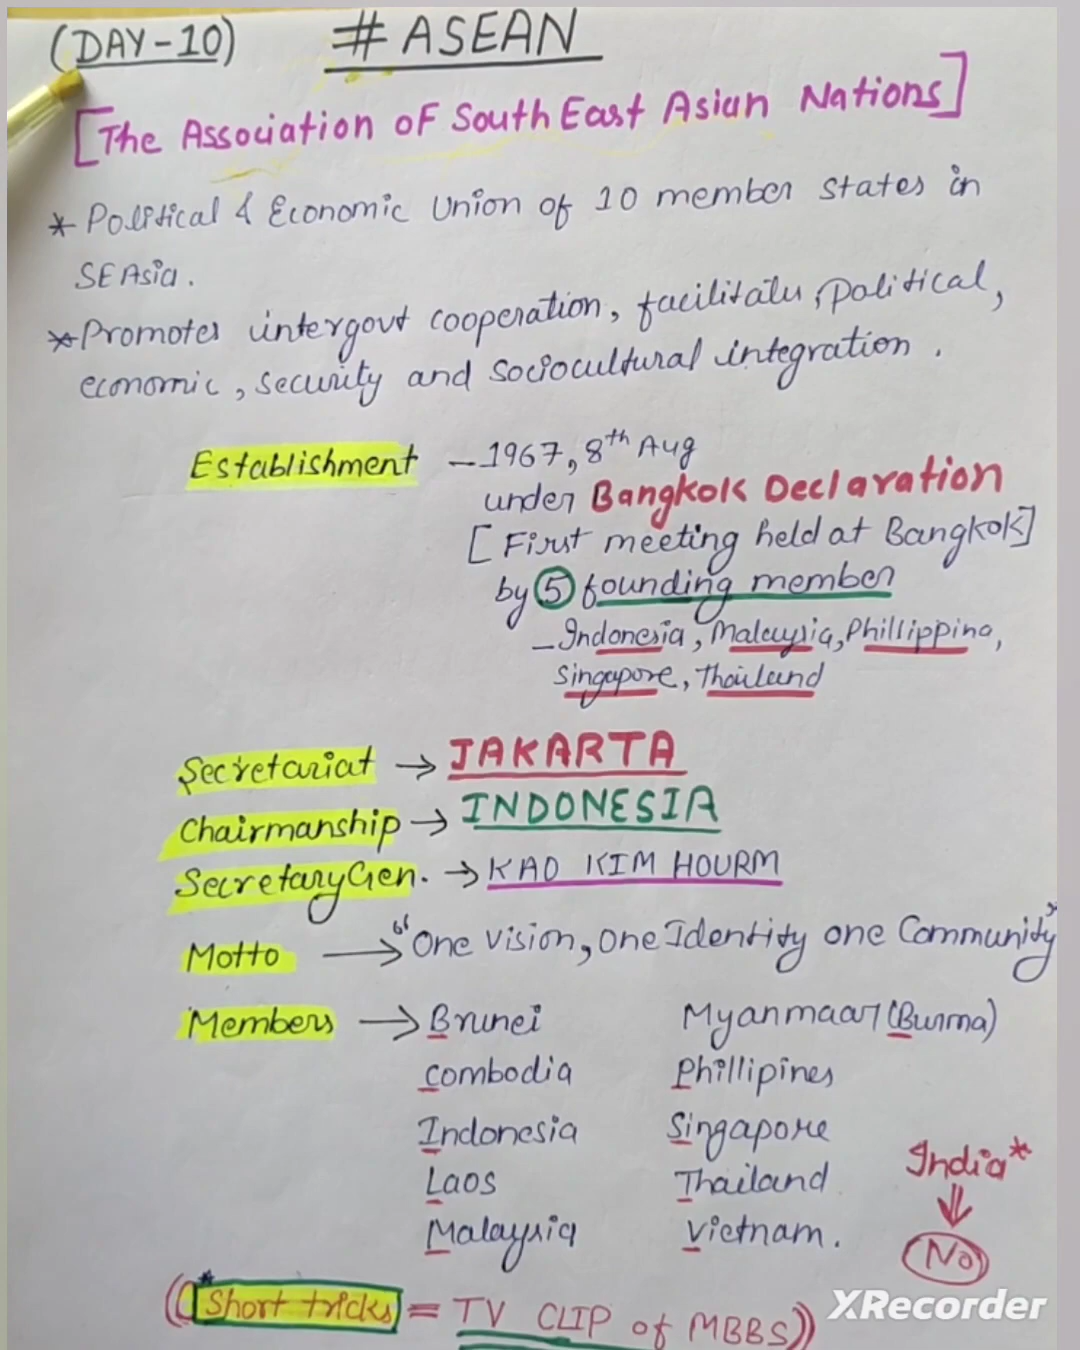 (DAY-10) # ASEAN
[The Association of South East Asian Nations]
* Political & Economic Union of 10 member states in
SE Asia.
* Promotes intergovt cooperation, facilitates, political,
economic, security and sociocultural integration.
Establishment - 1967, 8th Aug
under Bangkok Declaration
[First meeting held at Bangkok]
by 5 founding member
- Indonesia, Malaysia, Phillippina,
Singapore, Thailand
Secretariat → JAKARTA
Chairmanship → INDONESIA
Secretary Gen. → KAO KIM HOURM
Motto → "One vision, one Identity one Community"
Members → Brunei Myanmaar (Burma)
Combodia Phillipines
Indonesia Singapore
Laos Thailand
Malaysia Vietnam.
India*
⇓
No
((*Short tricks = TV CLIP of MBBS))
XRecorder